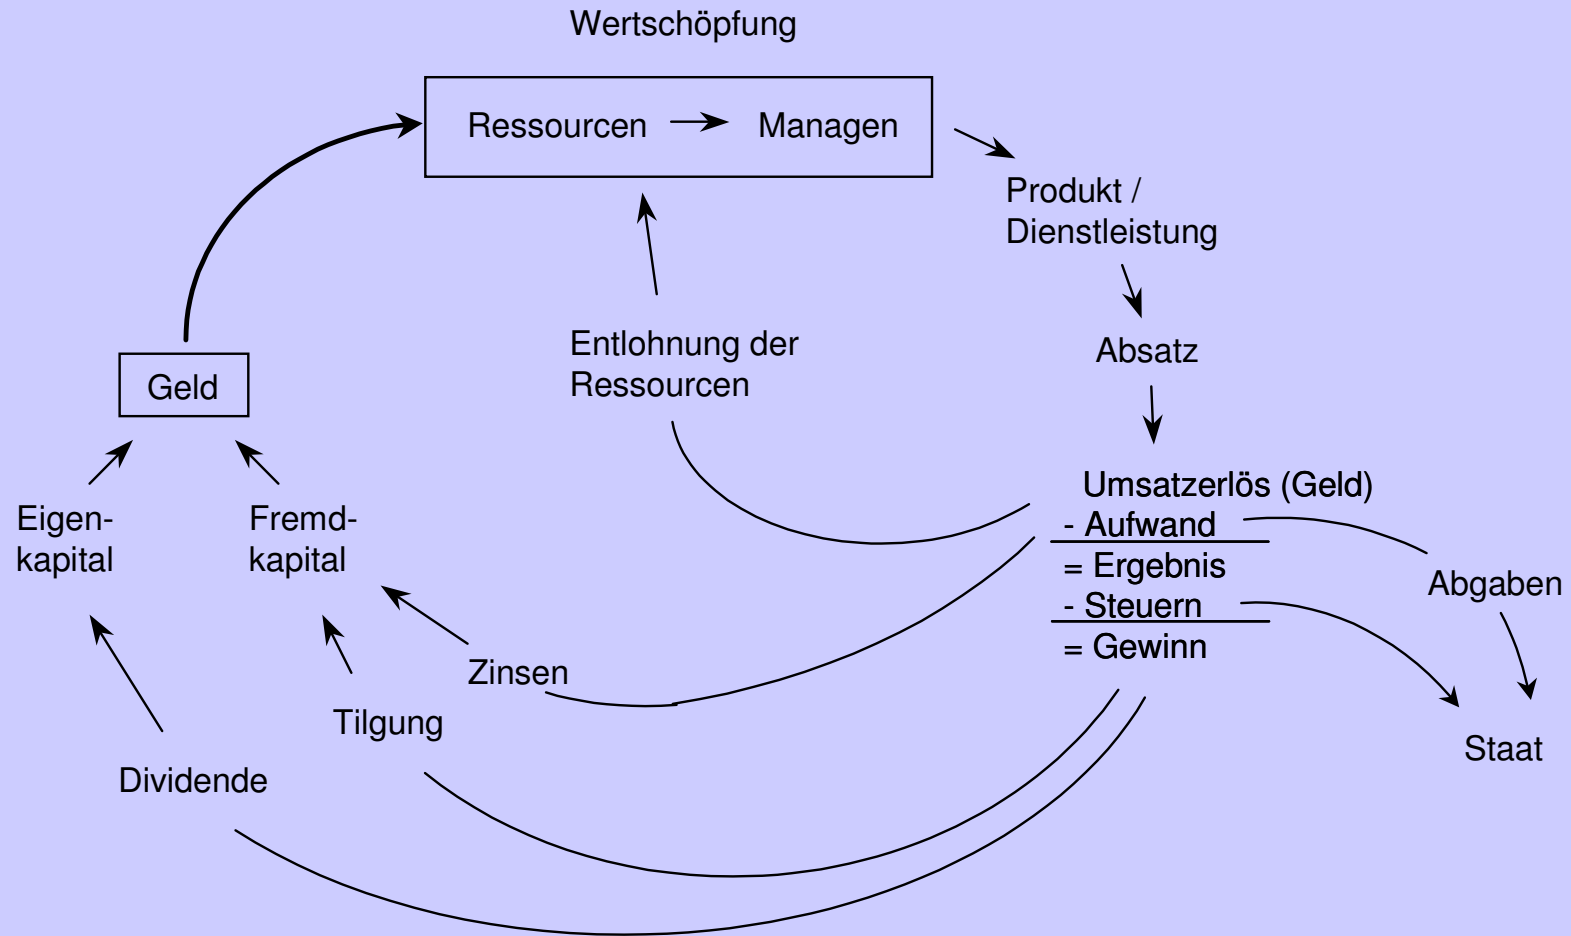 Wertschöpfung
Ressourcen Managen
Produkt /
Dienstleistung
Entlohnung der
Ressourcen
Absatz
Geld
Umsatzerlös (Geld)
- Aufwand
= Ergebnis
- Steuern
= Gewinn
Eigen-
kapital
Fremd-
kapital
Abgaben
Zinsen
Tilgung
Staat
Dividende